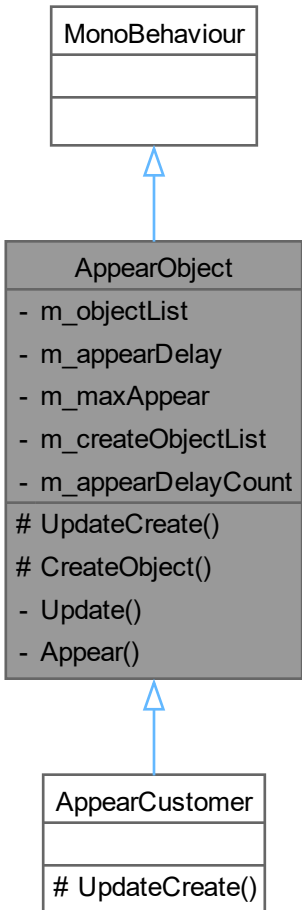 MonoBehaviour
AppearObject
- m_objectList
- m_appearDelay
- m_maxAppear
- m_createObjectList
- m_appearDelayCount
# UpdateCreate()
# CreateObject()
- Update()
- Appear()
AppearCustomer
# UpdateCreate()